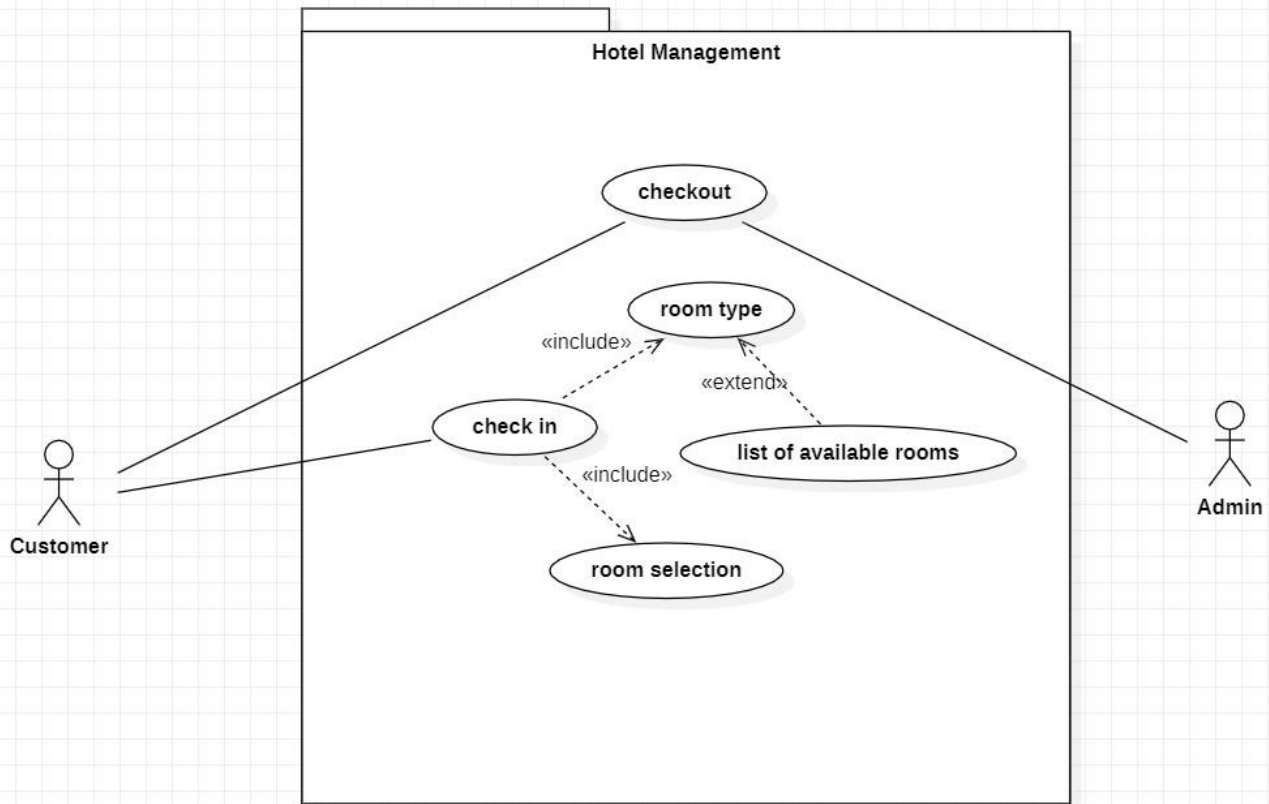 Hotel Management
checkout
room type
«include»
«extend»
check in
list of available rooms
«include»
Customer
Admin
room selection